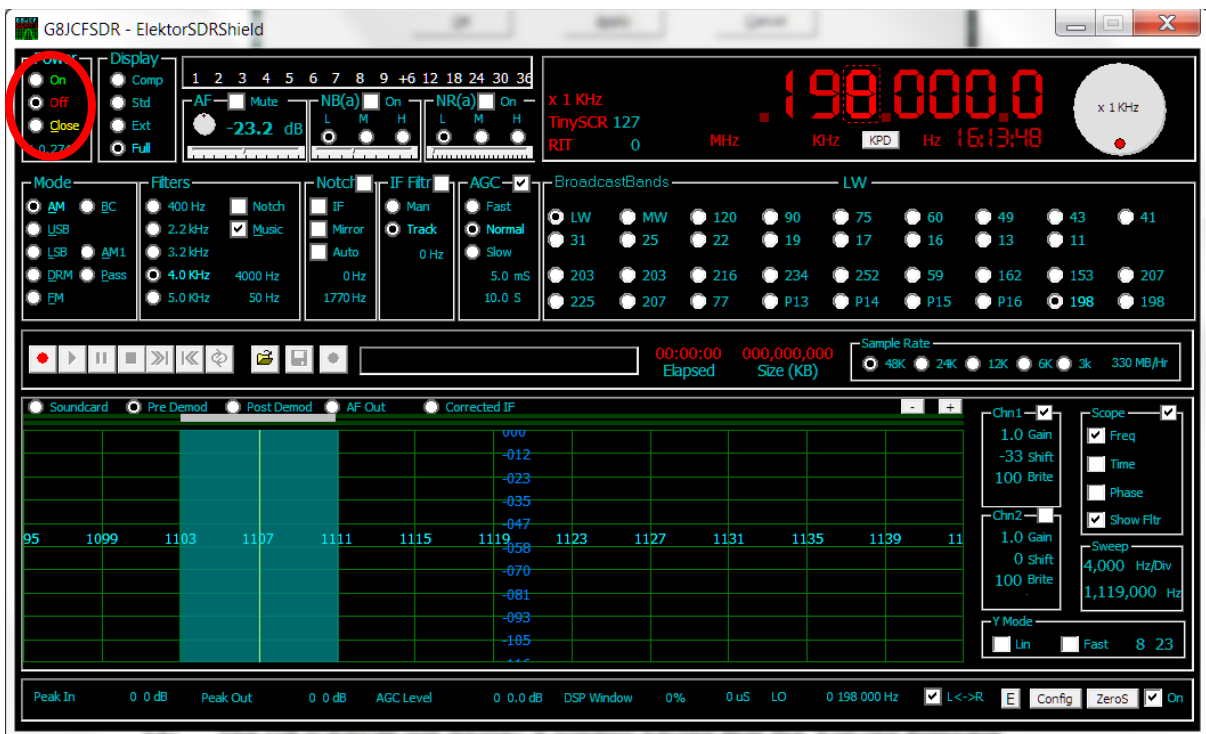 G8JCFSDR - ElektorSDRShield
Power Display
On Comp 1 2 3 4 5 6 7 8 9 +6 12 18 24 30 36
Off Std AF Mute NB(a) On NR(a) On
Close Ext -23.2 dB L M H L M H
Full
198.000.0
x 1 KHz
TinySCR 127
RIT 0 MHz KHz KPD Hz 16:13:48
x 1 KHz
Mode Filters Notch IF Filtr AGC BroadcastBands LW
AM BC 400 Hz Notch IF Man Fast LW MW 120 90 75 60 49 43 41
USB 2.2 kHz Music Mirror Track Normal 31 25 22 19 17 16 13 11
LSB AM1 3.2 kHz Auto 0 Hz Slow
DRM Pass 4.0 KHz 4000 Hz 0 Hz 5.0 mS 203 203 216 234 252 59 162 153 207
FM 5.0 KHz 50 Hz 1770 Hz 10.0 S 225 207 77 P13 P14 P15 P16 198 198
00:00:00 000,000,000
Elapsed Size (KB)
Sample Rate
48K 24K 12K 6K 3k 330 MB/Hr
Soundcard Pre Demod Post Demod AF Out Corrected IF - +
000
-012
-023
-035
-047
95 1099 1103 1107 1111 1115 1119 1123 1127 1131 1135 1139 11
-058
-070
-081
-093
-105
Chn1
1.0 Gain
-33 Shift
100 Brite
Chn2
1.0 Gain
0 Shift
100 Brite
Scope
Freq
Time
Phase
Show Fltr
Sweep
4,000 Hz/Div
1,119,000 Hz
Y Mode
Lin Fast 8 23
Peak In 0 0 dB Peak Out 0 0 dB AGC Level 0 0.0 dB DSP Window 0% 0 uS LO 0 198 000 Hz L<->R E Config ZeroS On